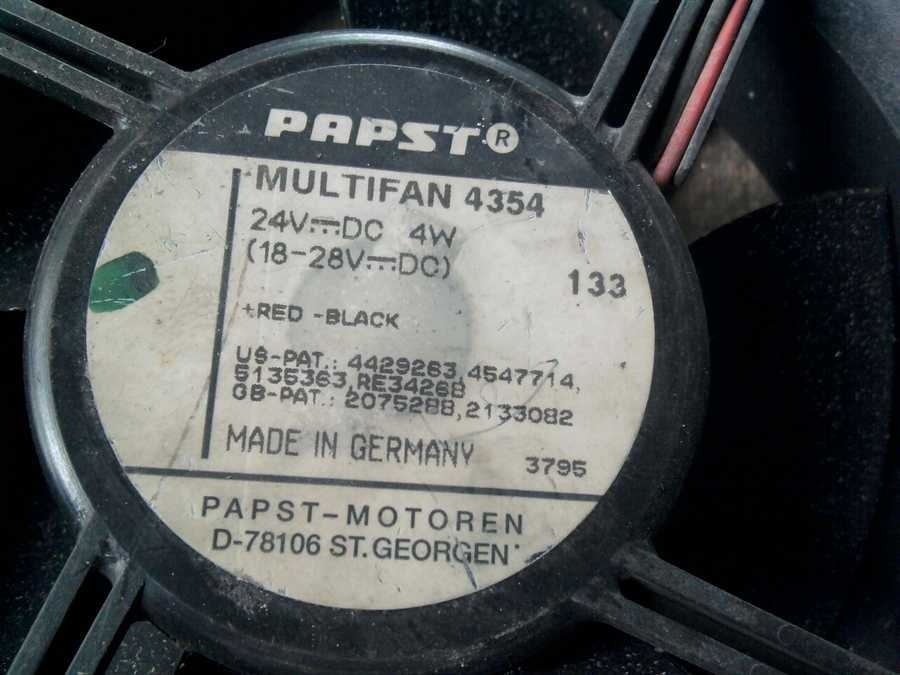 PAPST®
MULTIFAN 4354
24V⎓DC 4W
(18-28V⎓DC)
133
+RED -BLACK
US-PAT.: 4429263,4547714,
5135363,RE34268
GB-PAT.: 2075288,2133082
MADE IN GERMANY
3795
PAPST-MOTOREN
D-78106 ST.GEORGEN